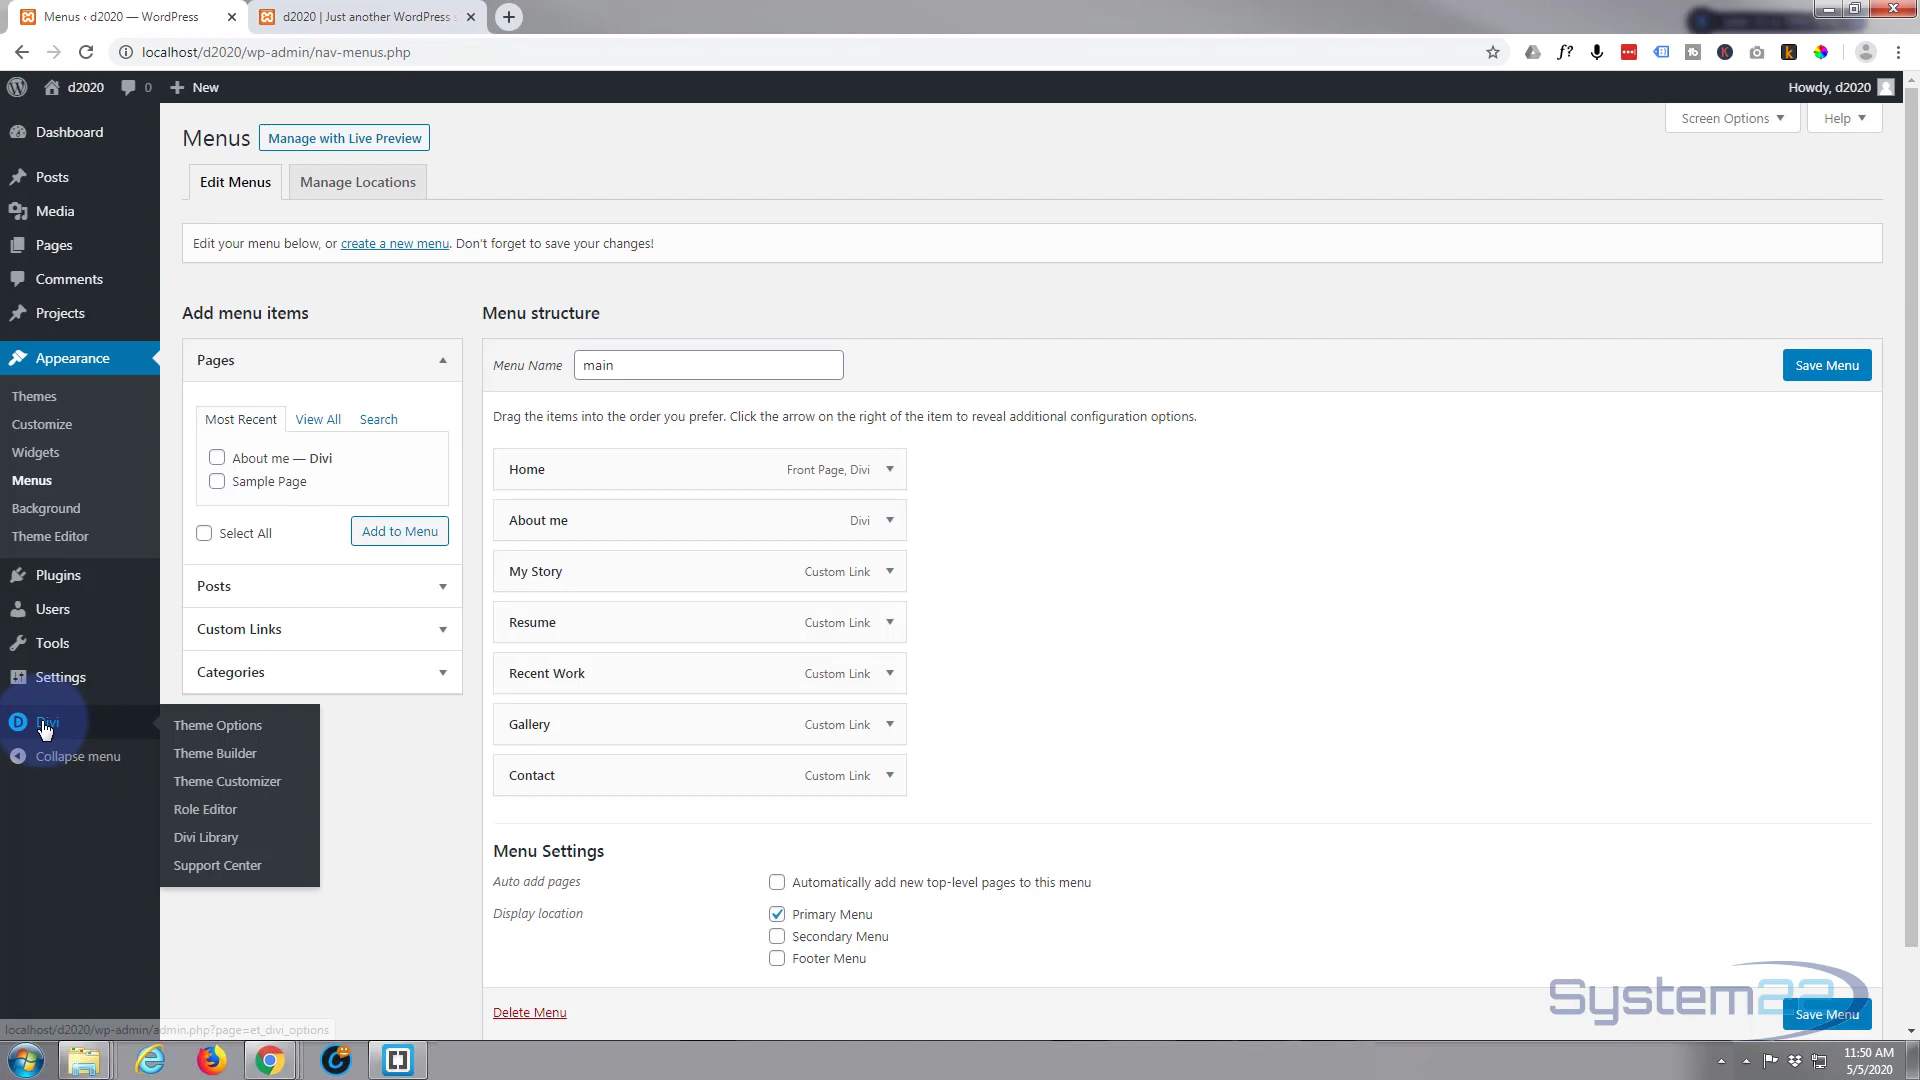 Menus ‹ d2020 — WordPress
d2020 | Just another WordPress s
localhost/d2020/wp-admin/nav-menus.php
d2020
0
New
Howdy, d2020
Dashboard
Posts
Media
Pages
Comments
Projects
Appearance
Themes
Customize
Widgets
Menus
Background
Theme Editor
Plugins
Users
Tools
Settings
Divi
Collapse menu
Theme Options
Theme Builder
Theme Customizer
Role Editor
Divi Library
Support Center
Menus
Manage with Live Preview
Screen Options
Help
Edit Menus
Manage Locations
Edit your menu below, or create a new menu. Don't forget to save your changes!
Add menu items
Pages
Most Recent
View All
Search
About me — Divi
Sample Page
Select All
Add to Menu
Posts
Custom Links
Categories
Menu structure
Menu Name
main
Save Menu
Drag the items into the order you prefer. Click the arrow on the right of the item to reveal additional configuration options.
Home
Front Page, Divi
About me
Divi
My Story
Custom Link
Resume
Custom Link
Recent Work
Custom Link
Gallery
Custom Link
Contact
Custom Link
Menu Settings
Auto add pages
Automatically add new top-level pages to this menu
Display location
Primary Menu
Secondary Menu
Footer Menu
Delete Menu
Save Menu
System22
localhost/d2020/wp-admin/admin.php?page=et_divi_options
11:50 AM
5/5/2020